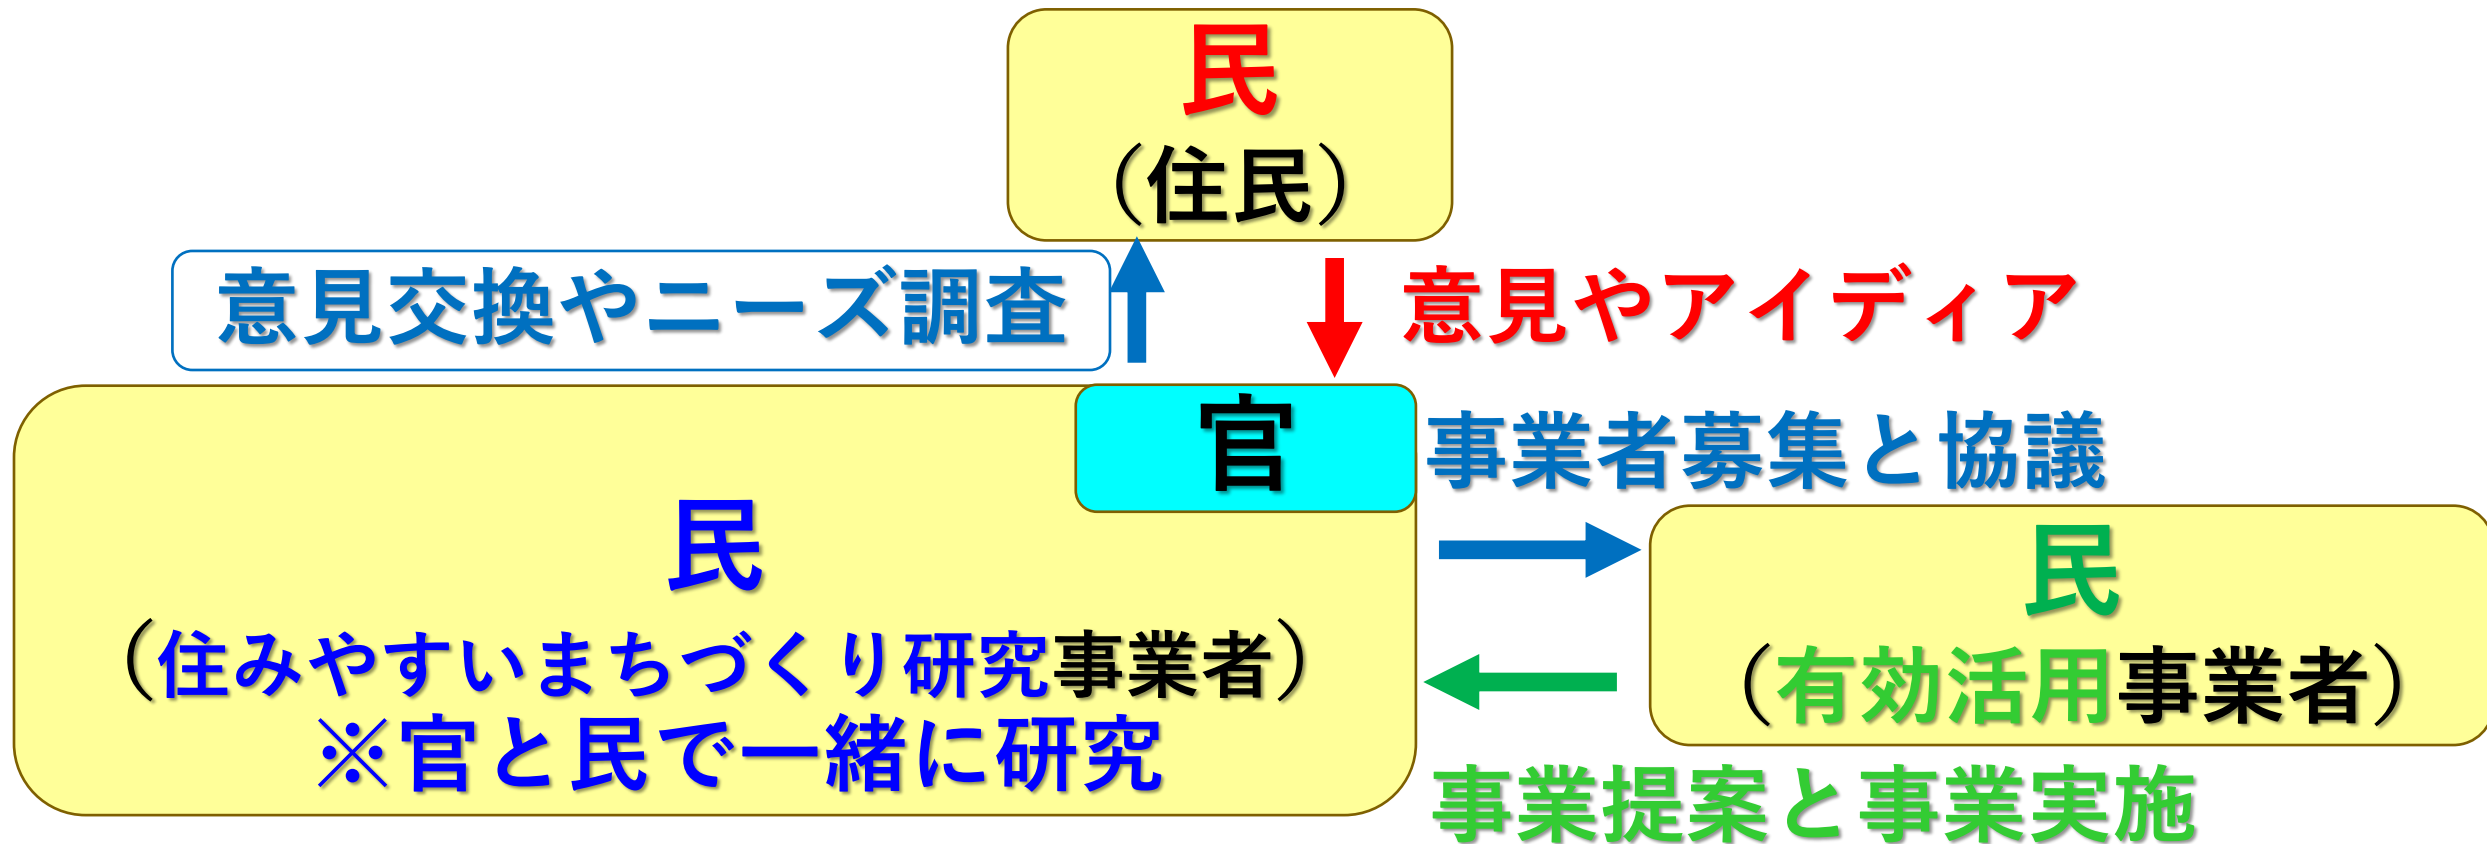 民
（住民）
意見交換やニーズ調査
意見やアイディア
官
事業者募集と協議
民
（住みやすいまちづくり研究事業者）
※官と民で一緒に研究
民
（有効活用事業者）
事業提案と事業実施